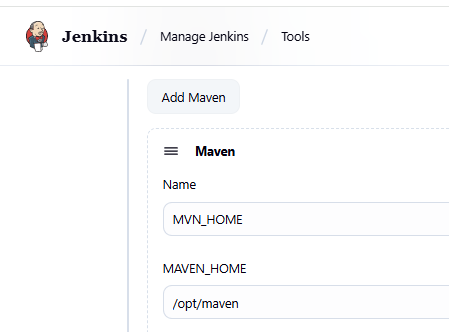 Jenkins / Manage Jenkins / Tools
Add Maven
Maven
Name
MVN_HOME
MAVEN_HOME
/opt/maven